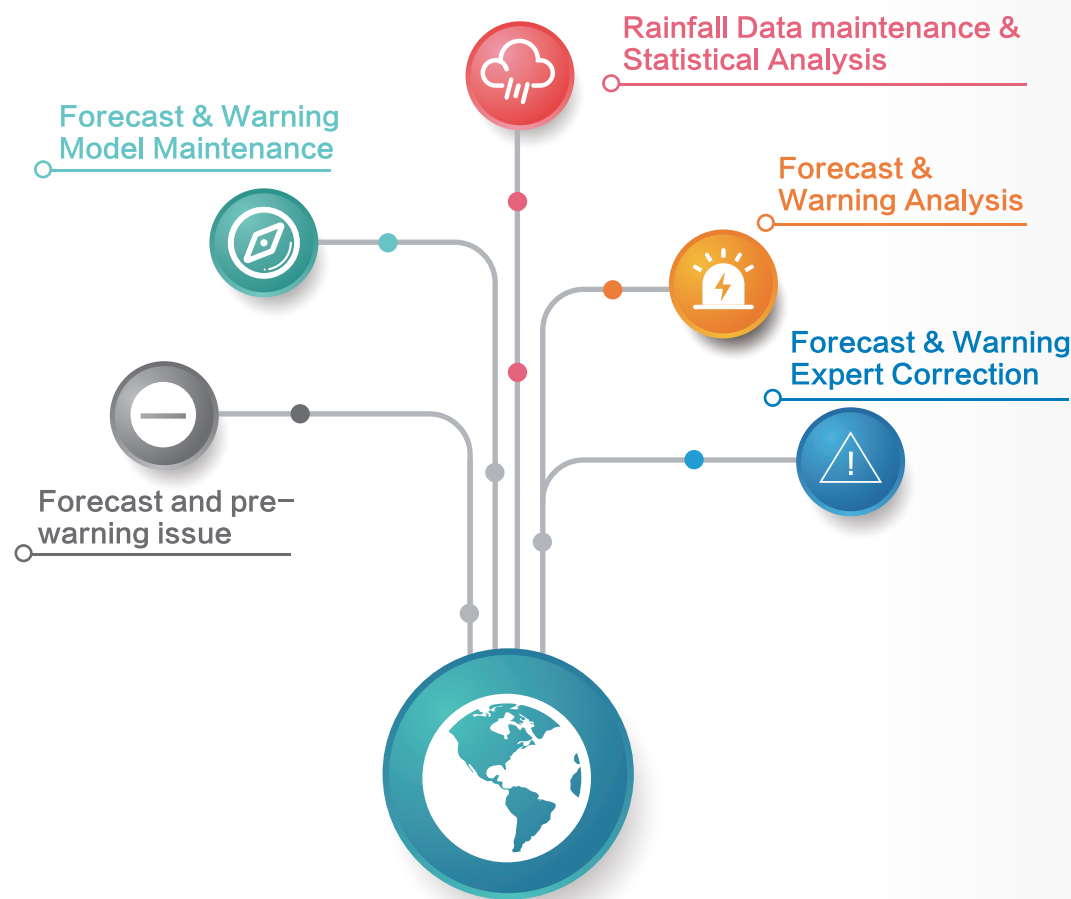 Rainfall Data maintenance &
Statistical Analysis
Forecast & Warning
Model Maintenance
Forecast &
Warning Analysis
Forecast & Warning
Expert Correction
Forecast and pre-
warning issue